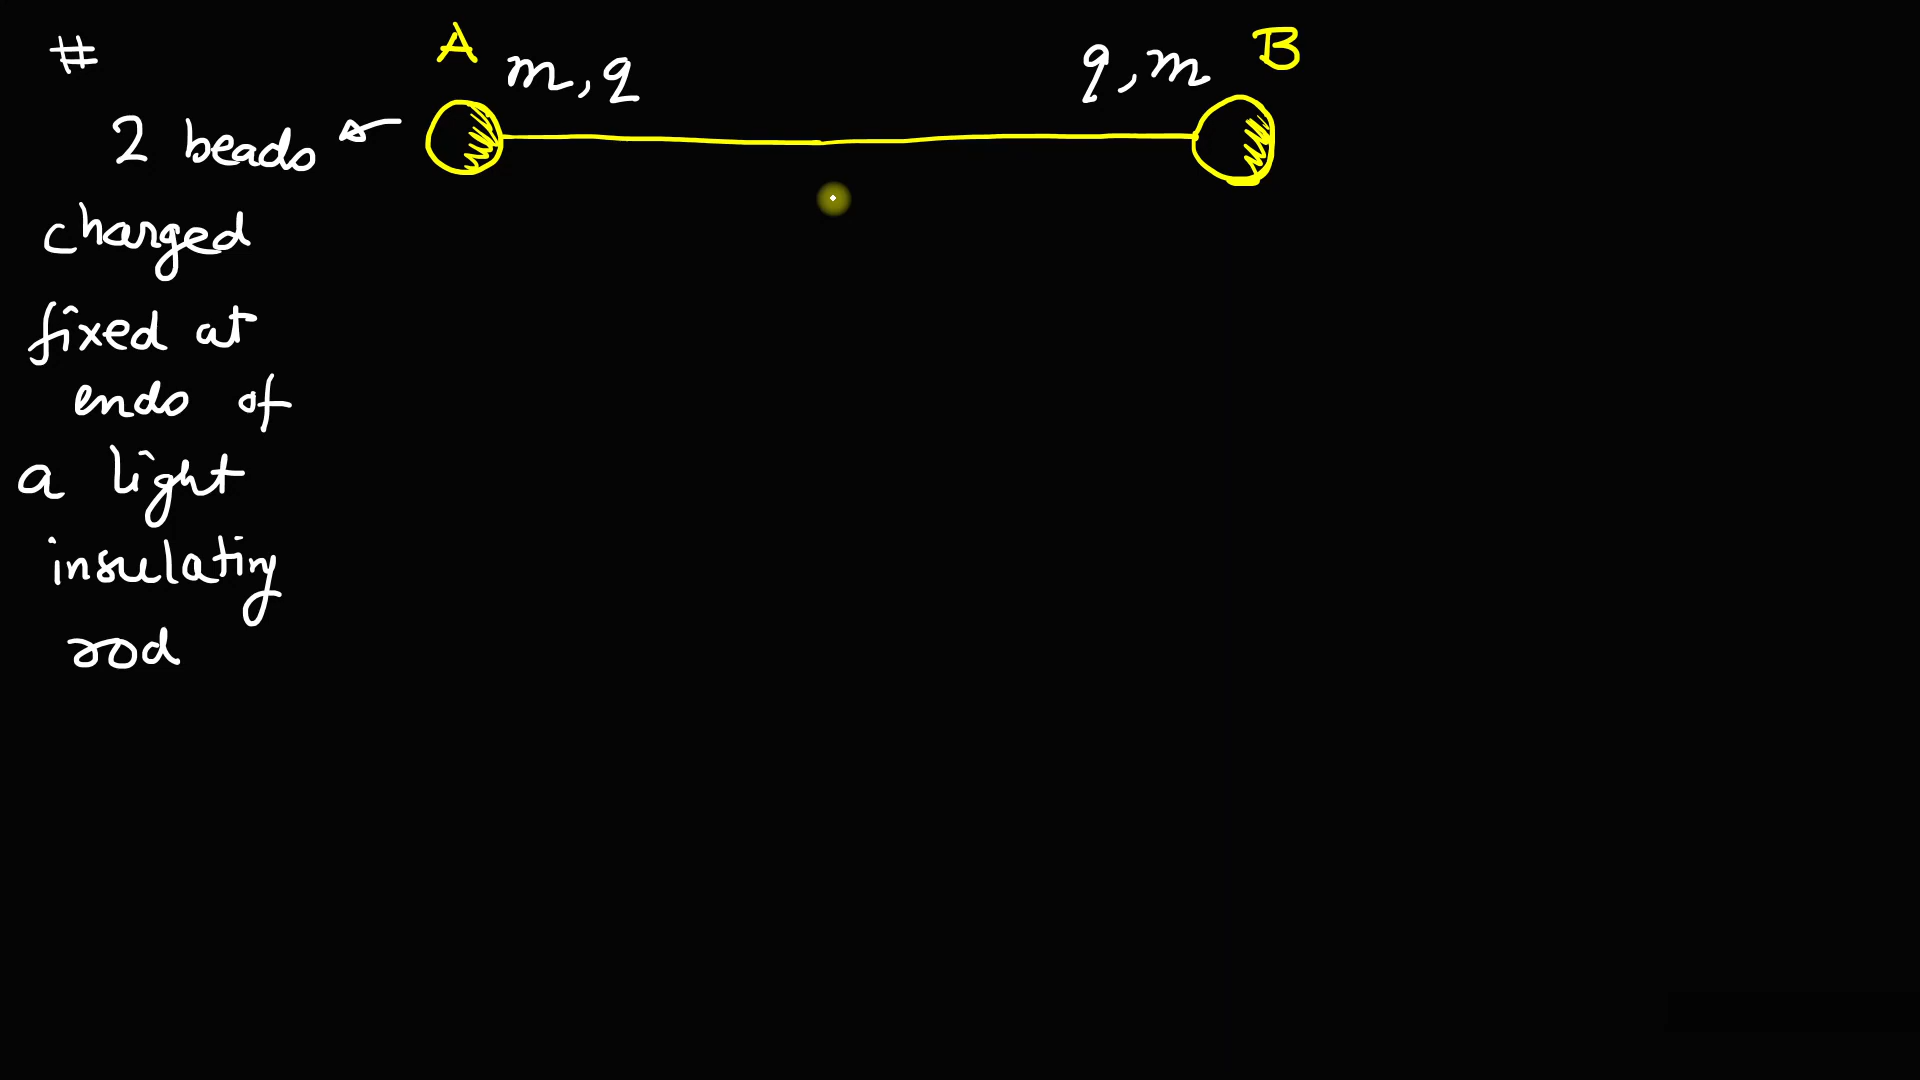 #
A m,q q,m B
2 beads
charged
fixed at
ends of
a light
insulating
rod